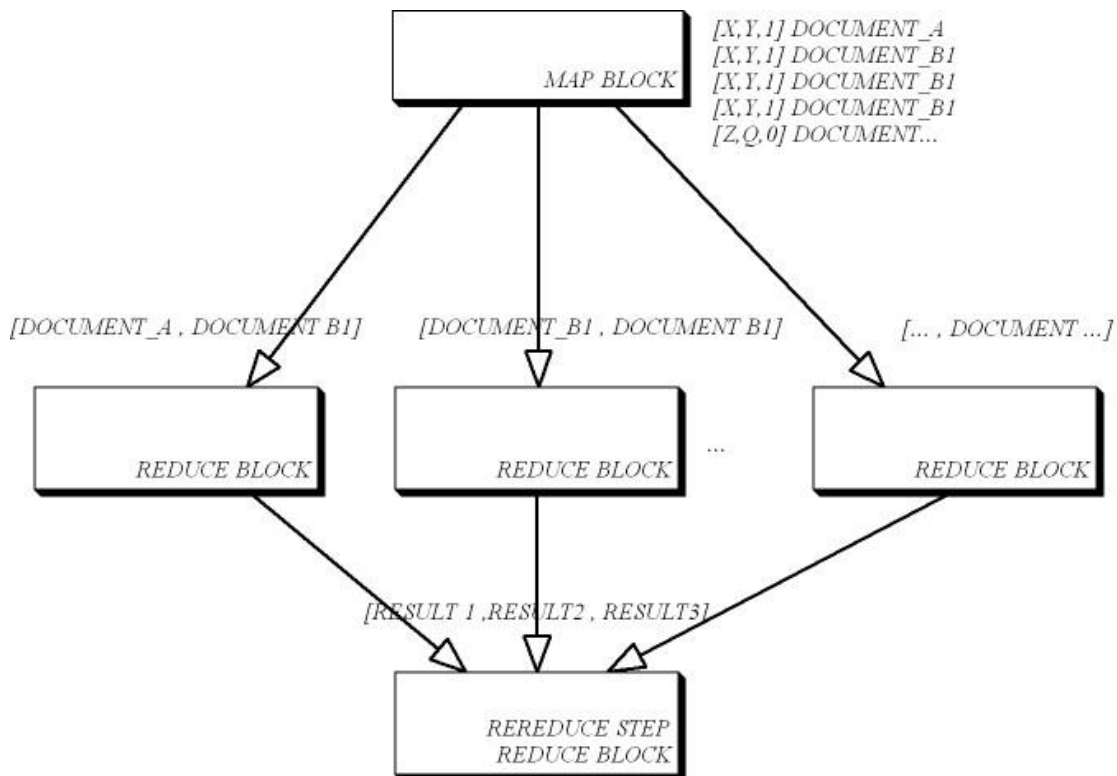 [X,Y,1] DOCUMENT_A
[X,Y,1] DOCUMENT_B1
[X,Y,1] DOCUMENT_B1
[X,Y,1] DOCUMENT_B1
[Z,Q,0] DOCUMENT...
MAP BLOCK
[DOCUMENT_A , DOCUMENT B1]
[DOCUMENT_B1 , DOCUMENT B1]
[... , DOCUMENT ...]
REDUCE BLOCK
REDUCE BLOCK
...
REDUCE BLOCK
[RESULT 1 ,RESULT2 , RESULT3]
REREDUCE STEP
REDUCE BLOCK